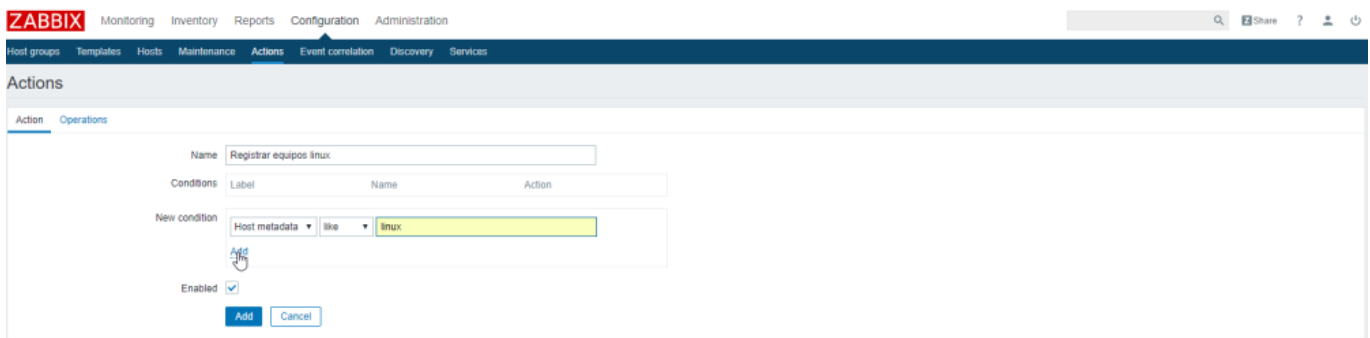 ZABBIX Monitoring Inventory Reports Configuration Administration Z Share ?
Host groups Templates Hosts Maintenance Actions Event correlation Discovery Services
Actions
Action Operations
Name Registrar equipos linux
Conditions Label Name Action
New condition Host metadata like linux
Add
Enabled
Add Cancel